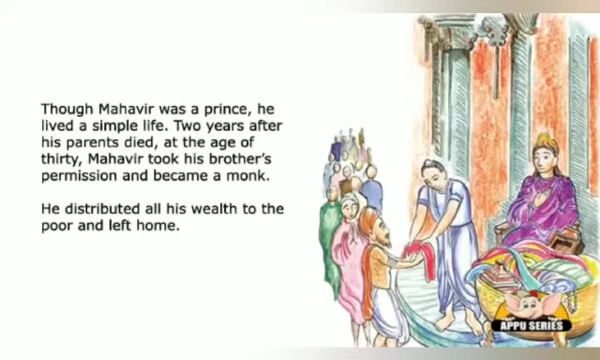 Though Mahavir was a prince, he
lived a simple life. Two years after
his parents died, at the age of
thirty, Mahavir took his brother's
permission and became a monk.
He distributed all his wealth to the
poor and left home.
APPU SERIES